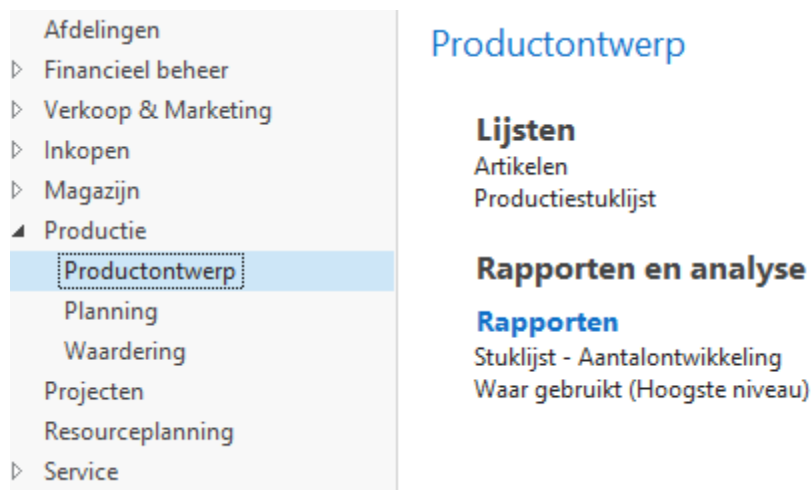 Afdelingen
Financieel beheer
Verkoop & Marketing
Inkopen
Magazijn
Productie
Productontwerp
Planning
Waardering
Projecten
Resourceplanning
Service
Productontwerp
Lijsten
Artikelen
Productiestuklijst
Rapporten en analyse
Rapporten
Stuklijst - Aantalontwikkeling
Waar gebruikt (Hoogste niveau)